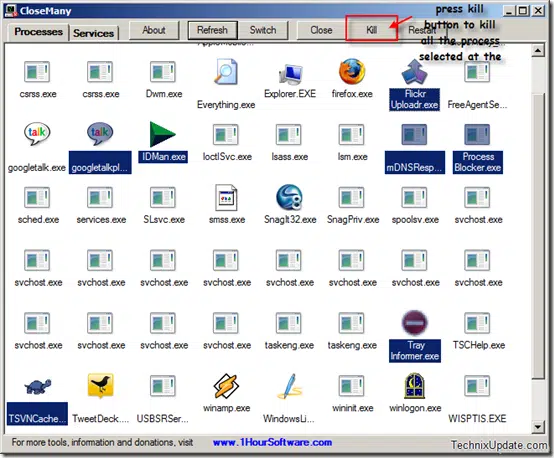 CloseMany
press kill
button to kill
all the process
selected at the
Processes Services About Refresh Switch Close Kill Restart
csrss.exe csrss.exe Dwm.exe Everything.exe Explorer.EXE firefox.exe Flickr Uploadr.exe FreeAgentSe...
googletalk.exe googletalkpl... IDMan.exe IoctlSvc.exe lsass.exe lsm.exe mDNSResp... Process Blocker.exe
sched.exe services.exe SLsvc.exe smss.exe SnagIt32.exe SnagPriv.exe spoolsv.exe svchost.exe
svchost.exe svchost.exe svchost.exe svchost.exe svchost.exe svchost.exe svchost.exe svchost.exe
svchost.exe svchost.exe svchost.exe svchost.exe taskeng.exe taskeng.exe Tray Informer.exe TSCHelp.exe
TSVNCache... TweetDeck.... USBSRSer... winamp.exe WindowsLi... wininit.exe winlogon.exe WISPTIS.EXE
For more tools, information and donations, visit www.1HourSoftware.com
TechnixUpdate.com